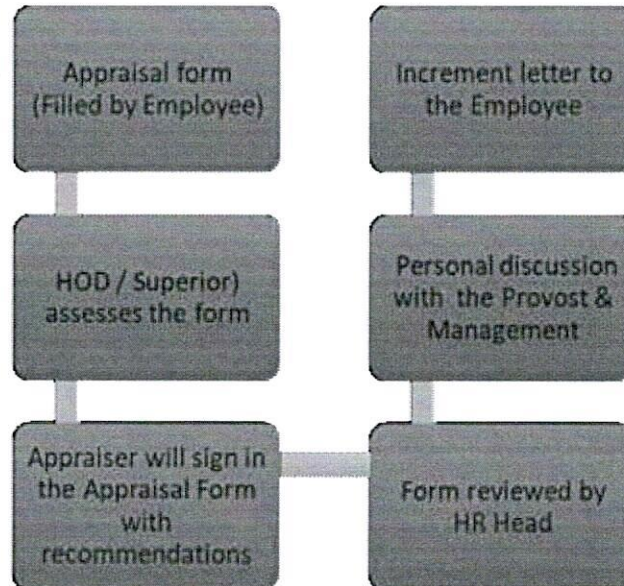 Appraisal form
(Filled by Employee)
HOD / Superior)
assesses the form
Appraiser will sign in
the Appraisal Form
with
recommendations
Form reviewed by
HR Head
Personal discussion
with the Provost &
Management
Increment letter to
the Employee